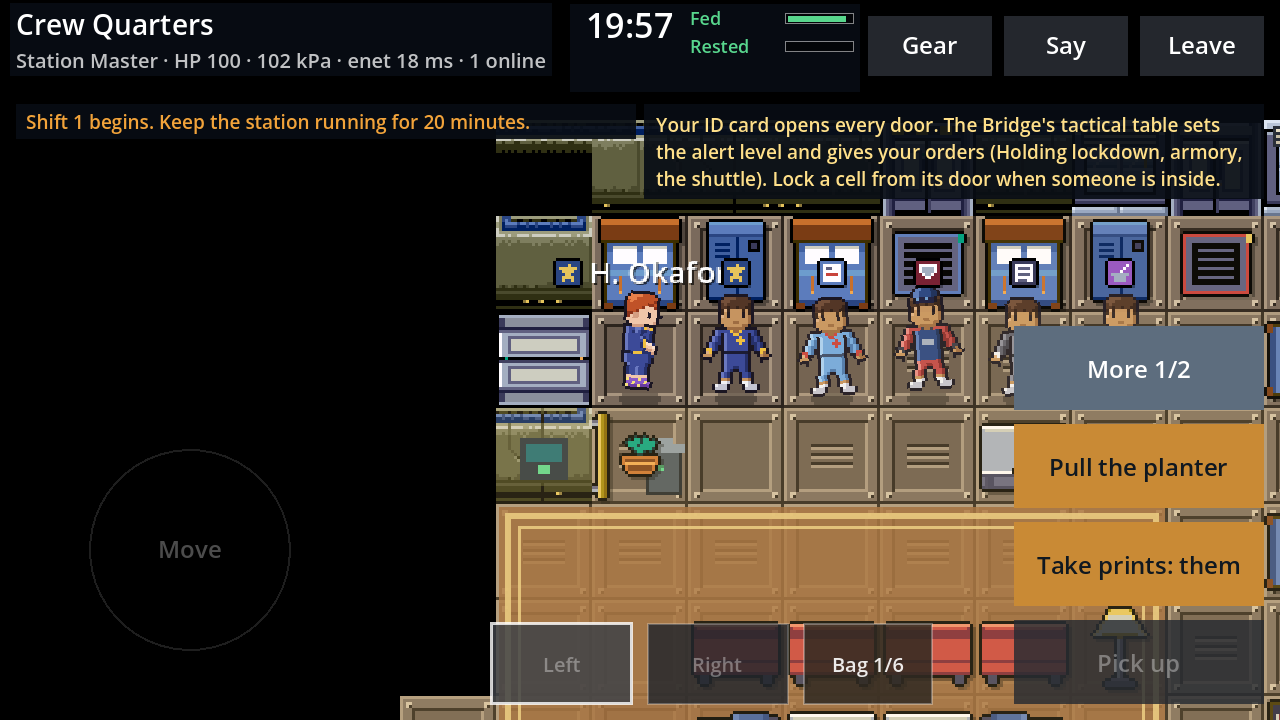 Crew Quarters
Station Master · HP 100 · 102 kPa · enet 18 ms · 1 online
19:57
Fed
Rested
Gear
Say
Leave
Shift 1 begins. Keep the station running for 20 minutes.
Your ID card opens every door. The Bridge's tactical table sets
the alert level and gives your orders (Holding lockdown, armory,
the shuttle). Lock a cell from its door when someone is inside.
H. Okafor
More 1/2
Pull the planter
Take prints: them
Move
Left
Right
Bag 1/6
Pick up